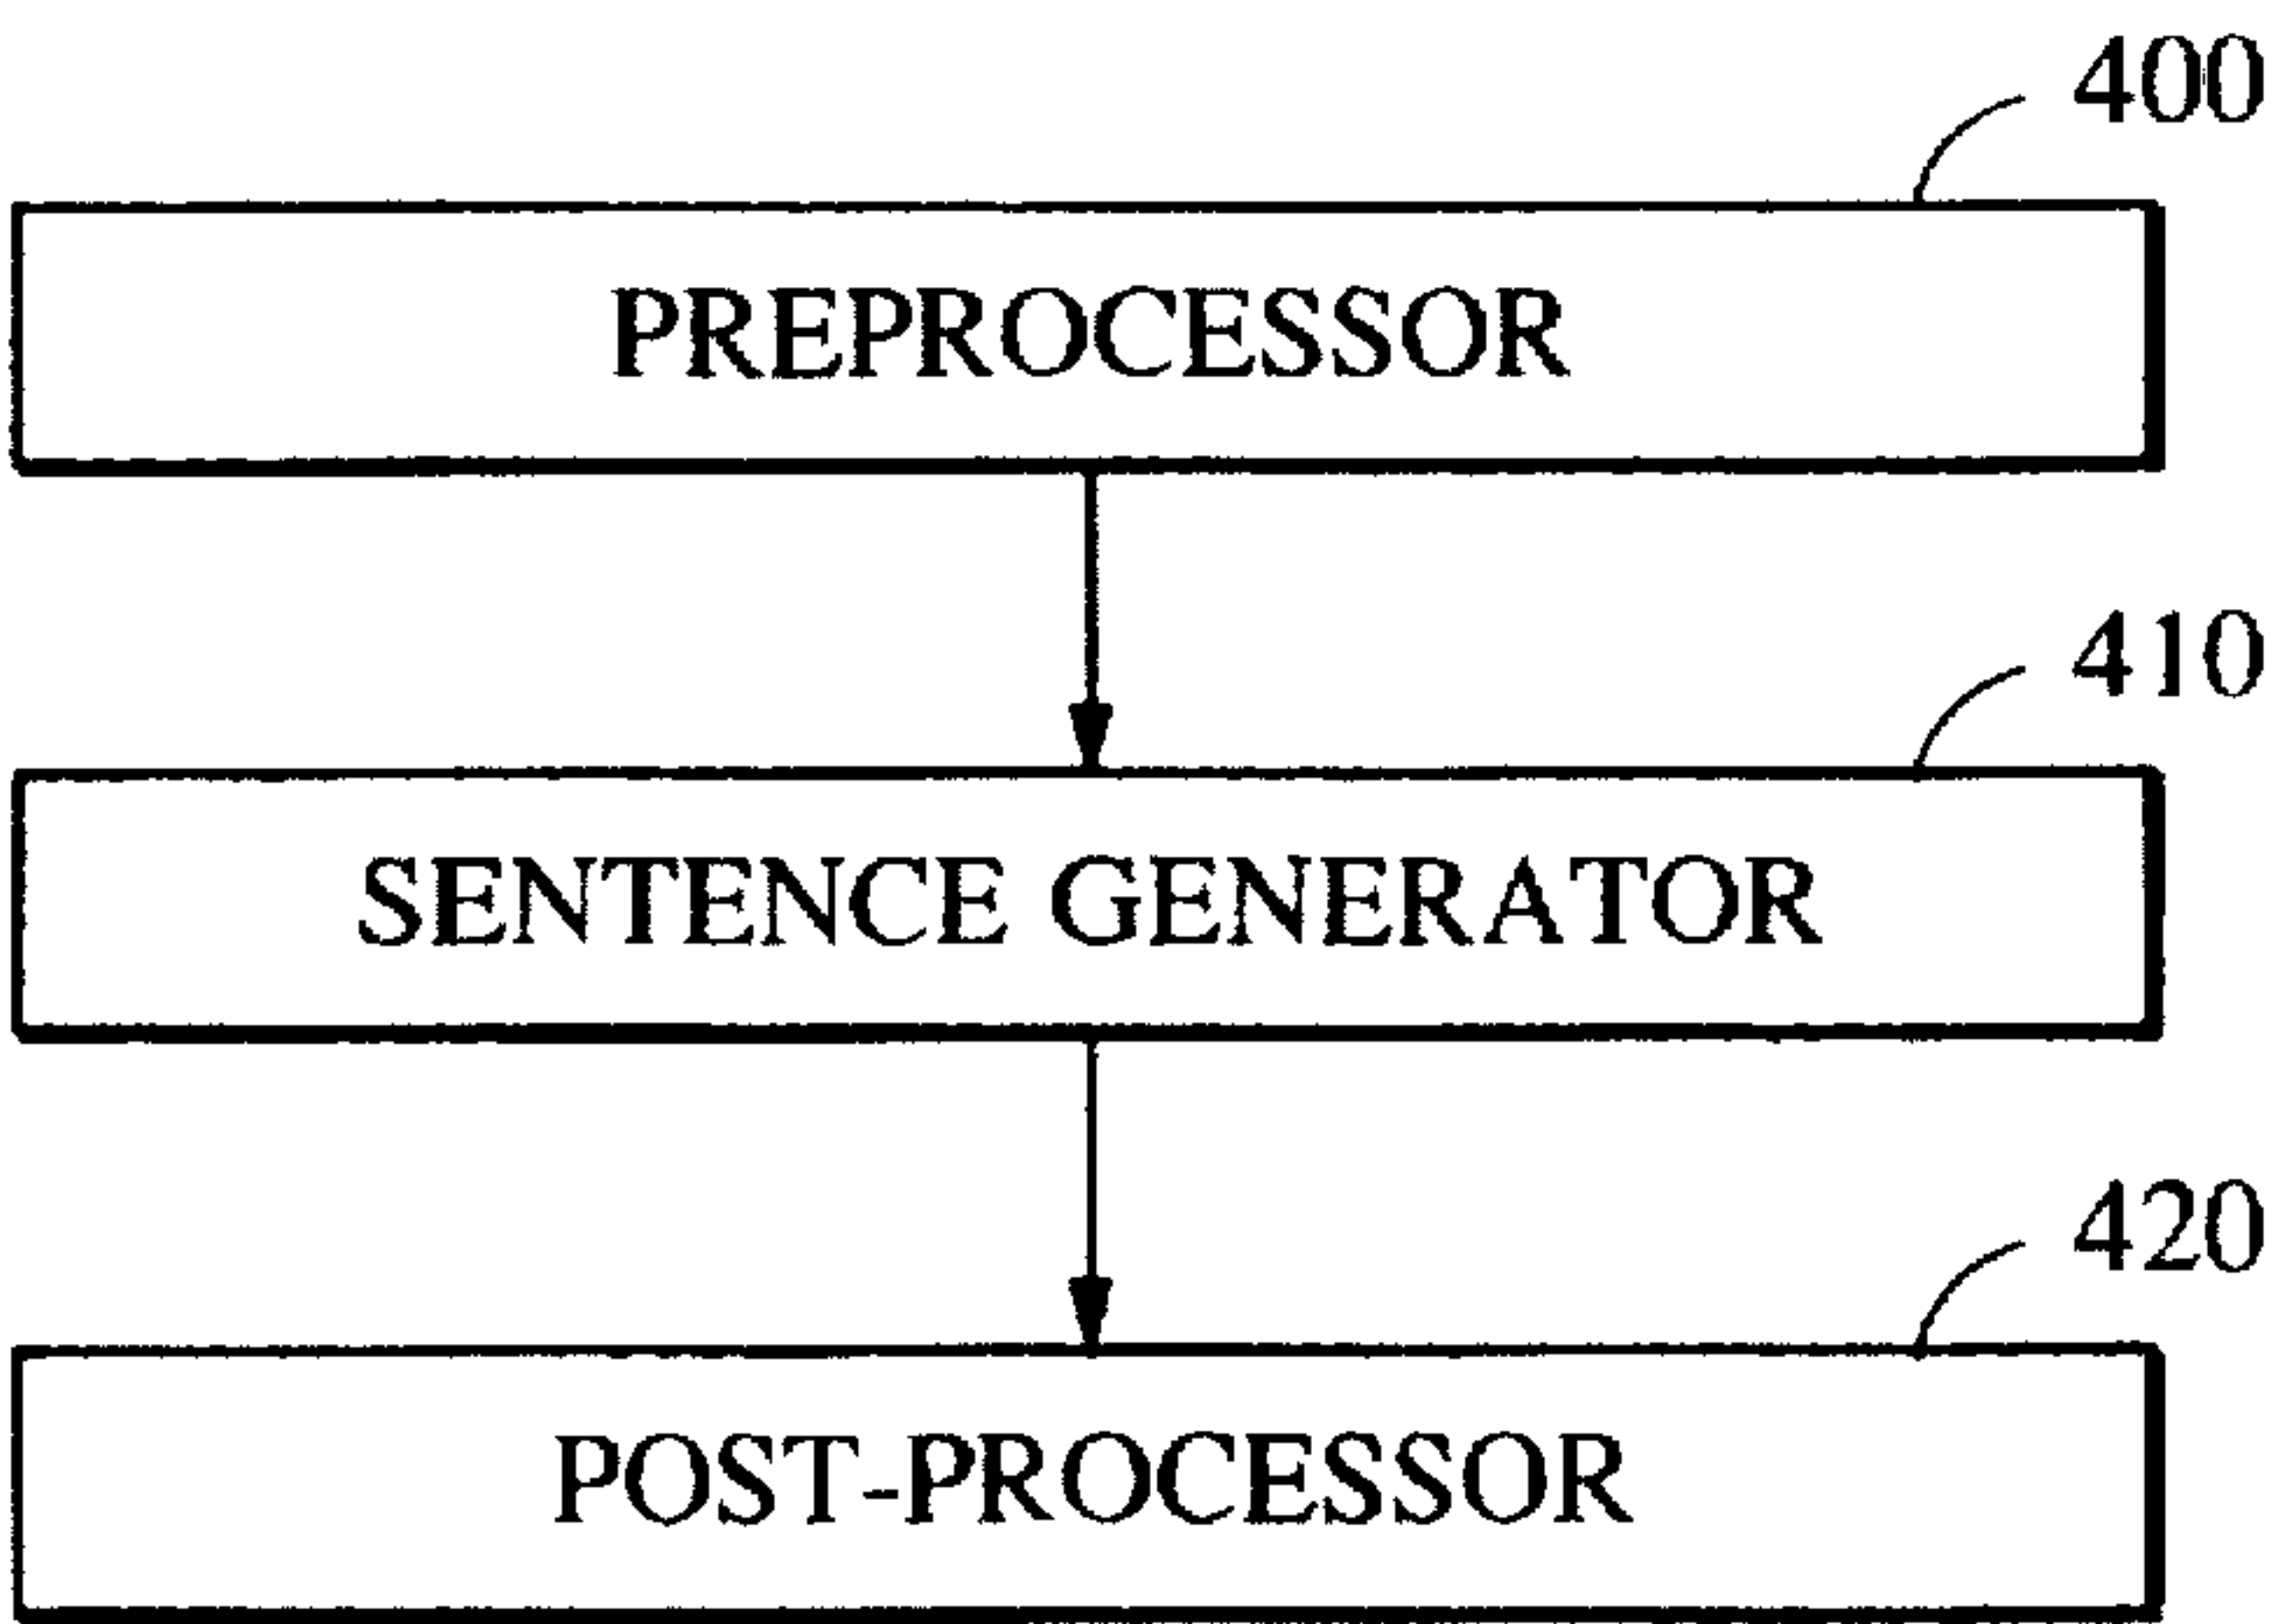 400
PREPROCESSOR
410
SENTENCE GENERATOR
420
POST-PROCESSOR